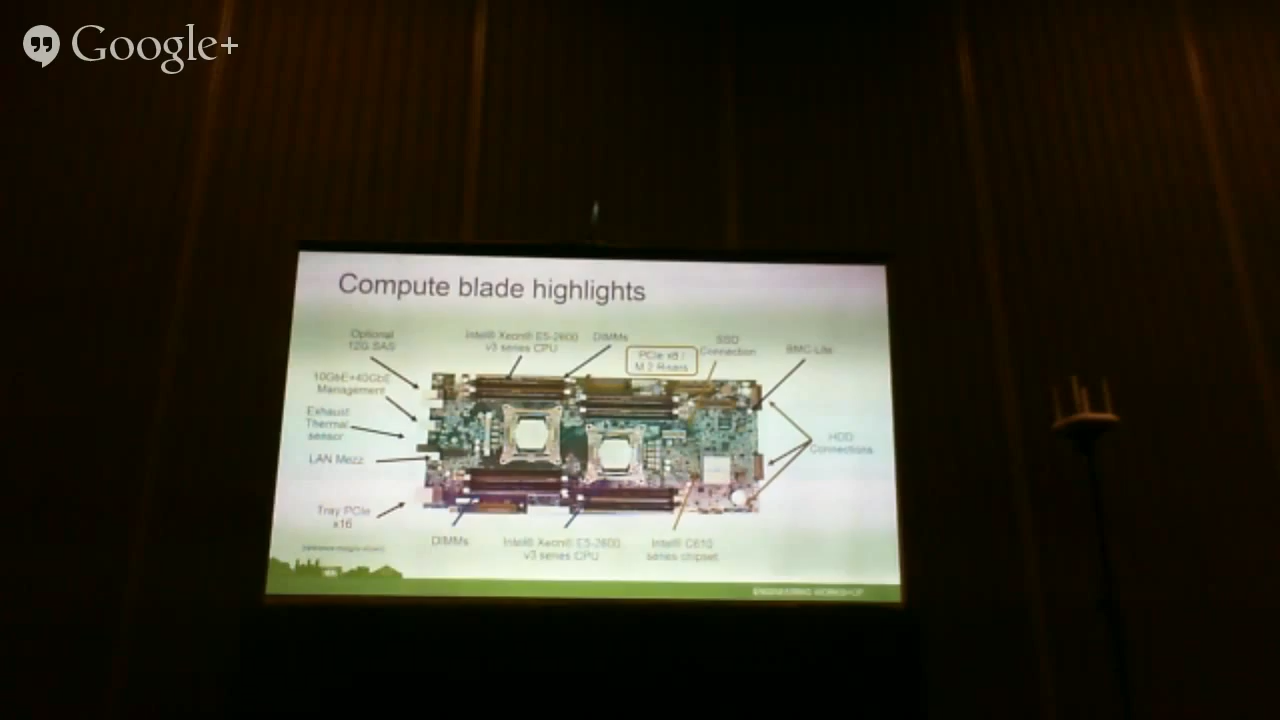 Google+
Compute blade highlights
Optional
12G SAS
Intel® Xeon® E5-2600
v3 series CPU
DIMMs
PCIe x8 /
M.2 Risers
SSD
Connection
BMC-Lite
10GbE+40GbE
Management
Exhaust
Thermal
sensor
LAN Mezz
HDD
Connections
Tray PCIe
x16
DIMMs
Intel® Xeon® E5-2600
v3 series CPU
Intel® C610
series chipset
ENGINEERING WORKSHOP